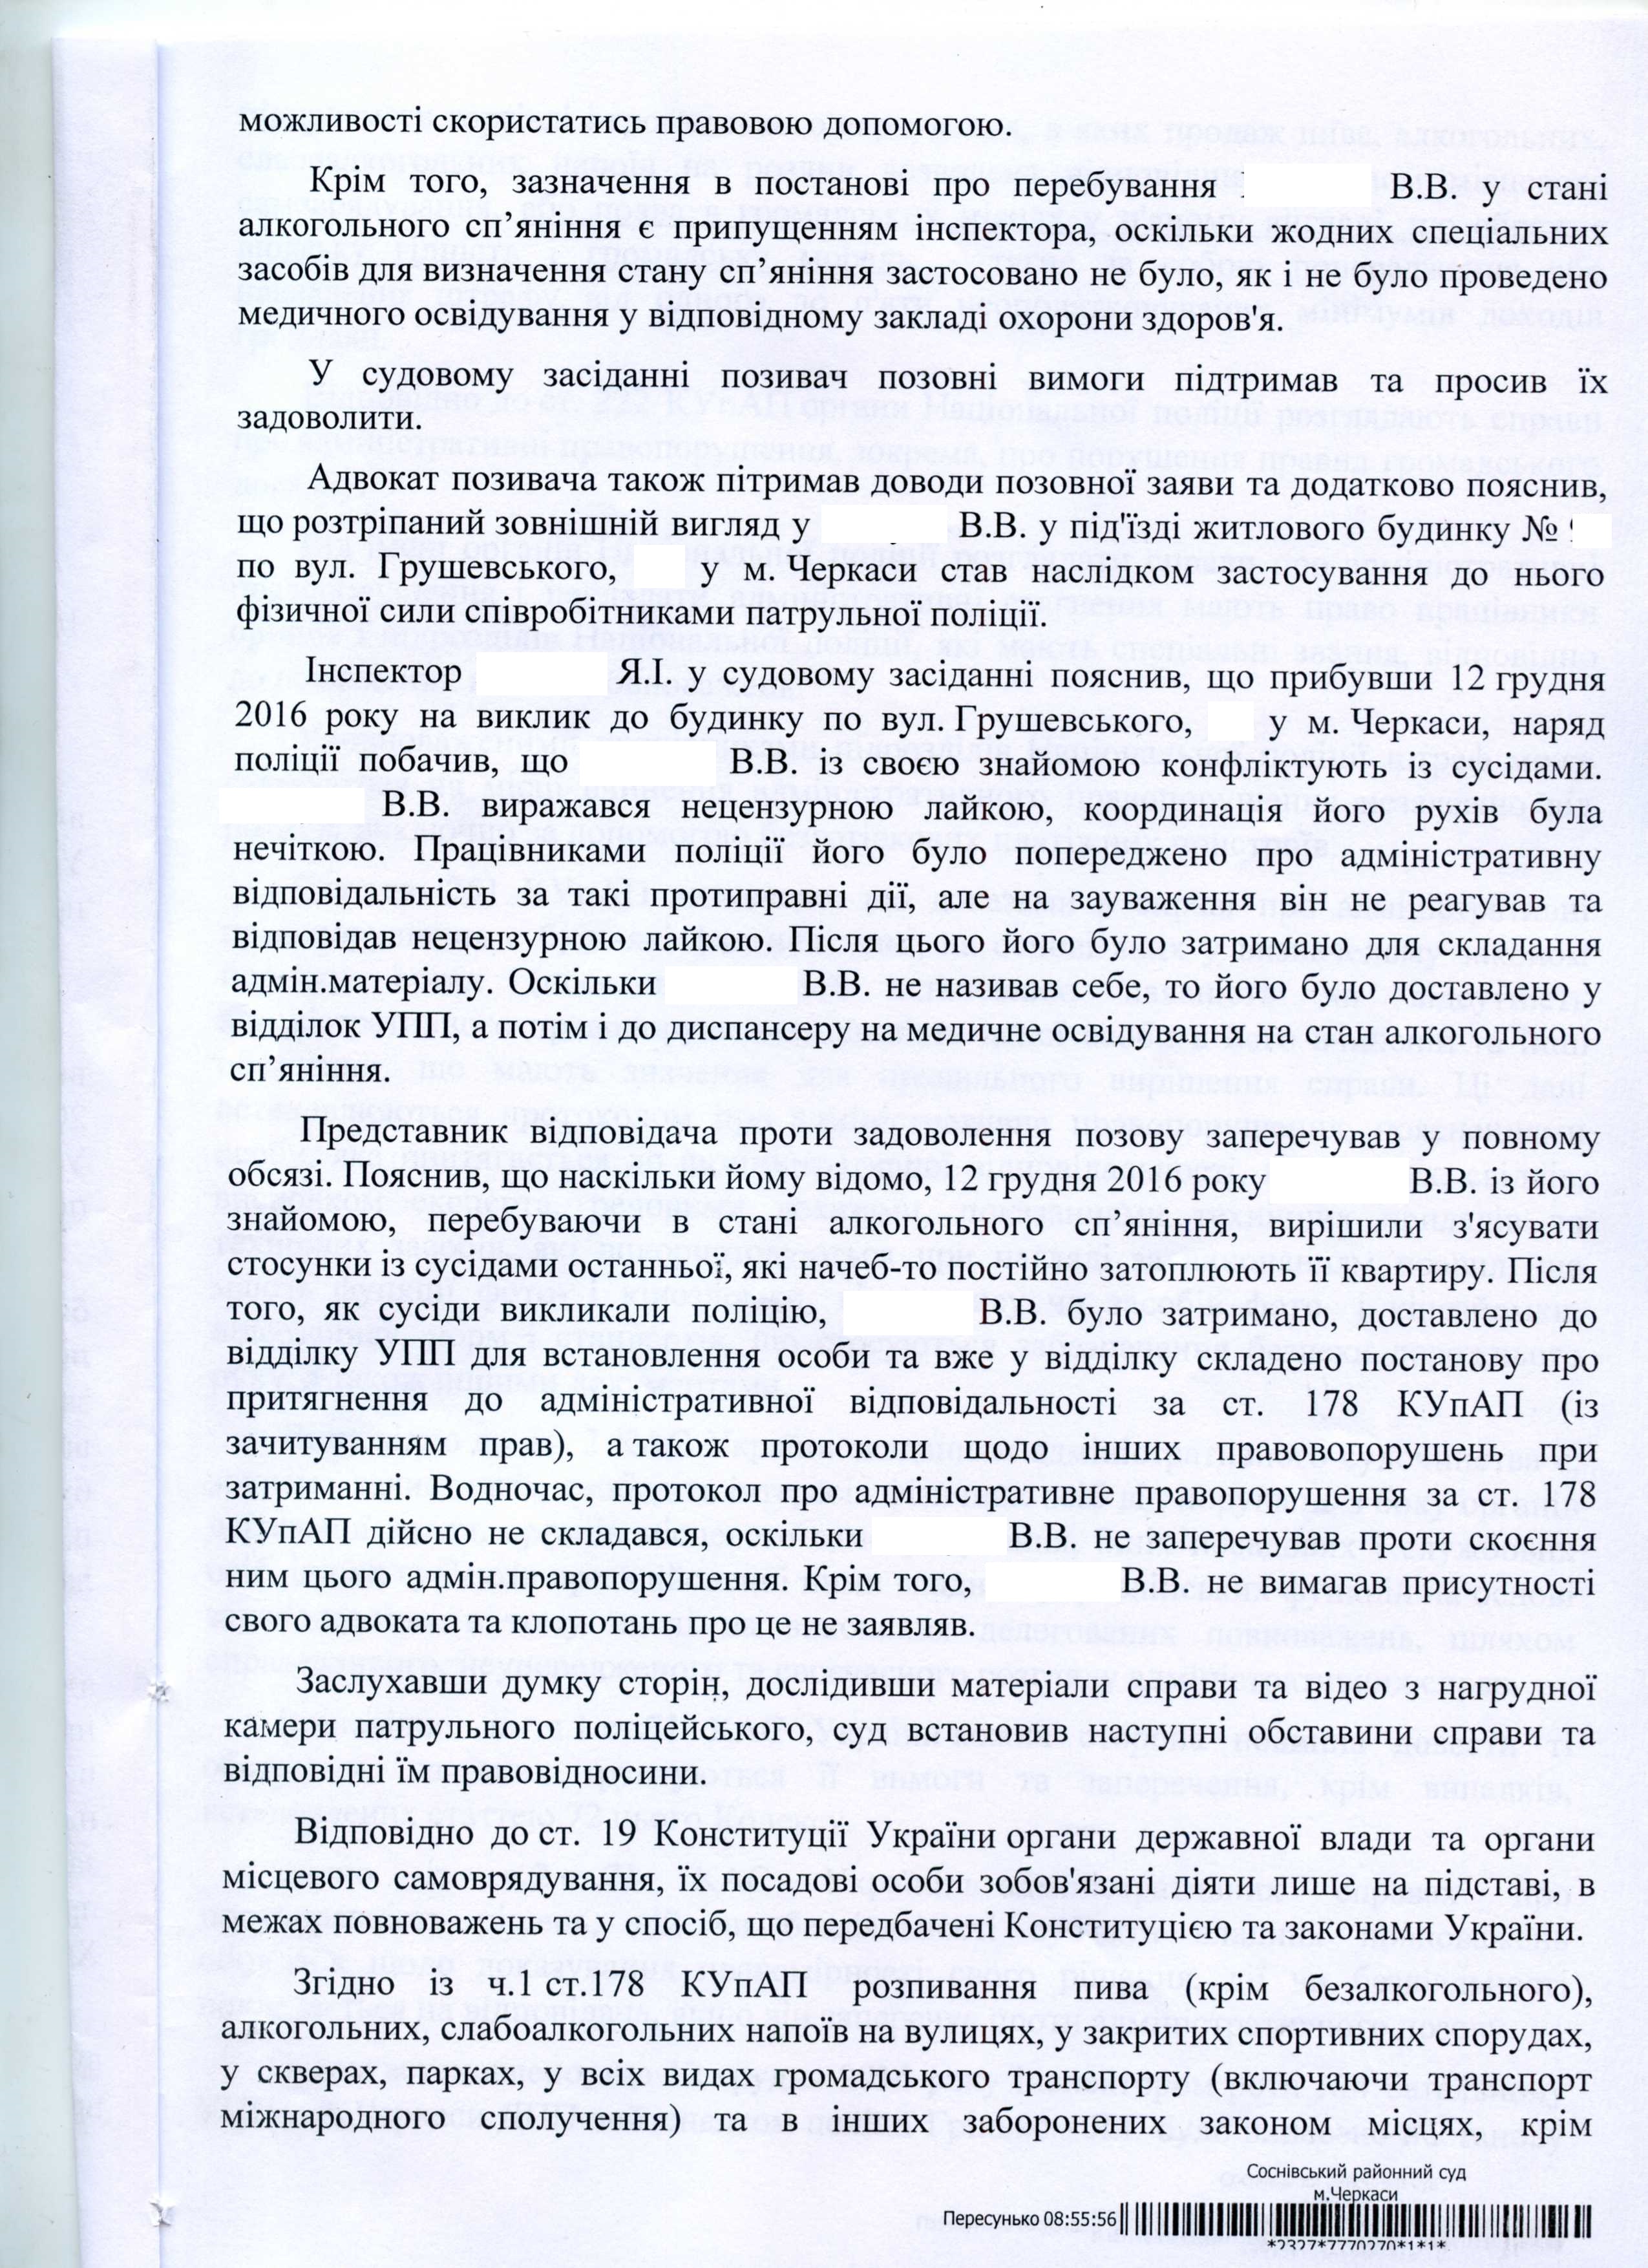 можливості скористатись правовою допомогою.
Крім того, зазначення в постанові про перебування В.В. у стані
алкогольного сп’яніння є припущенням інспектора, оскільки жодних спеціальних
засобів для визначення стану сп’яніння застосовано не було, як і не було проведено
медичного освідування у відповідному закладі охорони здоров'я.
У судовому засіданні позивач позовні вимоги підтримав та просив їх
задоволити.
Адвокат позивача також пітримав доводи позовної заяви та додатково пояснив,
що розтріпаний зовнішній вигляд у В.В. у під'їзді житлового будинку №
по вул. Грушевського, у м. Черкаси став наслідком застосування до нього
фізичної сили співробітниками патрульної поліції.
Інспектор Я.І. у судовому засіданні пояснив, що прибувши 12 грудня
2016 року на виклик до будинку по вул. Грушевського, у м. Черкаси, наряд
поліції побачив, що В.В. із своєю знайомою конфліктують із сусідами.
В.В. виражався нецензурною лайкою, координація його рухів була
нечіткою. Працівниками поліції його було попереджено про адміністративну
відповідальність за такі протиправні дії, але на зауваження він не реагував та
відповідав нецензурною лайкою. Після цього його було затримано для складання
адмін.матеріалу. Оскільки В.В. не називав себе, то його було доставлено у
відділок УПП, а потім і до диспансеру на медичне освідування на стан алкогольного
сп’яніння.
Представник відповідача проти задоволення позову заперечував у повному
обсязі. Пояснив, що наскільки йому відомо, 12 грудня 2016 року В.В. із його
знайомою, перебуваючи в стані алкогольного сп’яніння, вирішили з'ясувати
стосунки із сусідами останньої, які начеб-то постійно затоплюють її квартиру. Після
того, як сусіди викликали поліцію, В.В. було затримано, доставлено до
відділку УПП для встановлення особи та вже у відділку складено постанову про
притягнення до адміністративної відповідальності за ст. 178 КУпАП (із
зачитуванням прав), а також протоколи щодо інших правовопорушень при
затриманні. Водночас, протокол про адміністративне правопорушення за ст. 178
КУпАП дійсно не складався, оскільки В.В. не заперечував проти скоєння
ним цього адмін.правопорушення. Крім того, В.В. не вимагав присутності
свого адвоката та клопотань про це не заявляв.
Заслухавши думку сторін, дослідивши матеріали справи та відео з нагрудної
камери патрульного поліцейського, суд встановив наступні обставини справи та
відповідні їм правовідносини.
Відповідно до ст. 19 Конституції України органи державної влади та органи
місцевого самоврядування, їх посадові особи зобов'язані діяти лише на підставі, в
межах повноважень та у спосіб, що передбачені Конституцією та законами України.
Згідно із ч.1 ст.178 КУпАП розпивання пива (крім безалкогольного),
алкогольних, слабоалкогольних напоїв на вулицях, у закритих спортивних спорудах,
у скверах, парках, у всіх видах громадського транспорту (включаючи транспорт
міжнародного сполучення) та в інших заборонених законом місцях, крім
Соснівський районний суд
м.Черкаси
Пересунько 08:55:56
*2327*7770270*1*1*